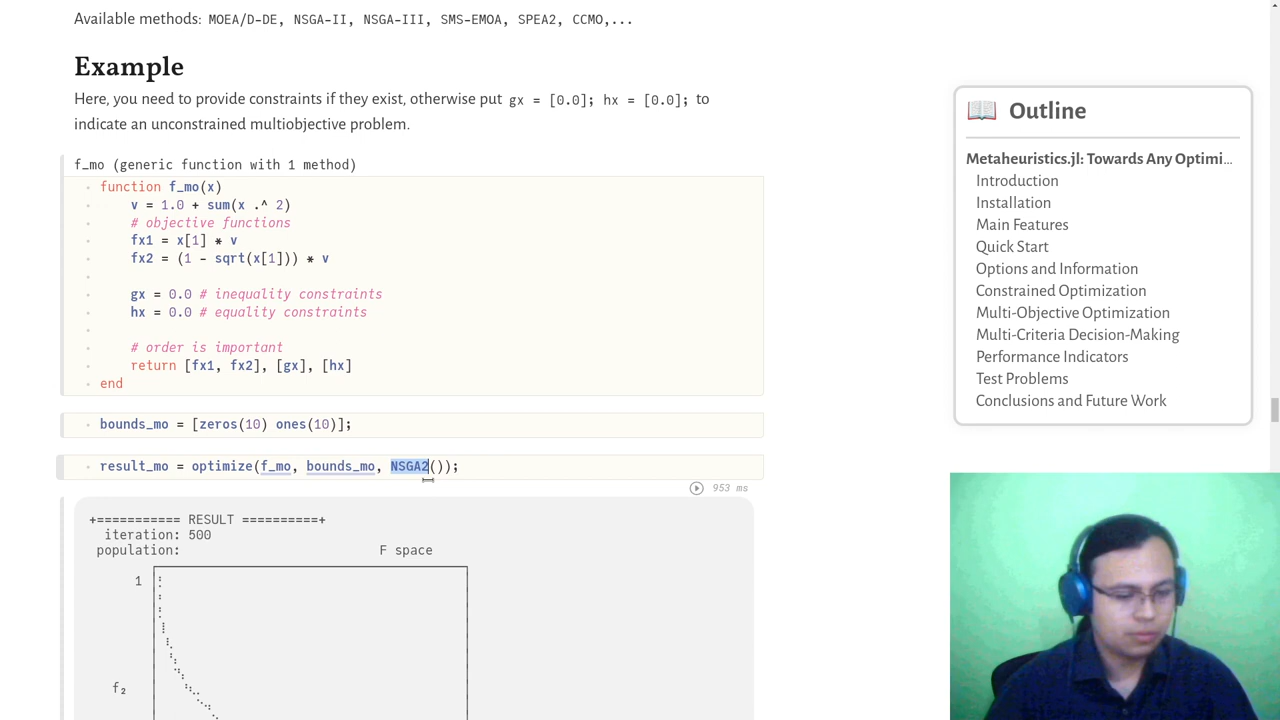 Available methods: MOEA/D-DE, NSGA-II, NSGA-III, SMS-EMOA, SPEA2, CCMO,...
Example
Here, you need to provide constraints if they exist, otherwise put gx = [0.0]; hx = [0.0]; to
indicate an unconstrained multiobjective problem.
f_mo (generic function with 1 method)
function f_mo(x)
v = 1.0 + sum(x .^ 2)
# objective functions
fx1 = x[1] * v
fx2 = (1 - sqrt(x[1])) * v
gx = 0.0 # inequality constraints
hx = 0.0 # equality constraints
# order is important
return [fx1, fx2], [gx], [hx]
end
bounds_mo = [zeros(10) ones(10)];
result_mo = optimize(f_mo, bounds_mo, NSGA2());
953 ms
+=========== RESULT ==========+
iteration: 500
population: F space
1
f₂
📖 Outline
Metaheuristics.jl: Towards Any Optimi...
Introduction
Installation
Main Features
Quick Start
Options and Information
Constrained Optimization
Multi-Objective Optimization
Multi-Criteria Decision-Making
Performance Indicators
Test Problems
Conclusions and Future Work